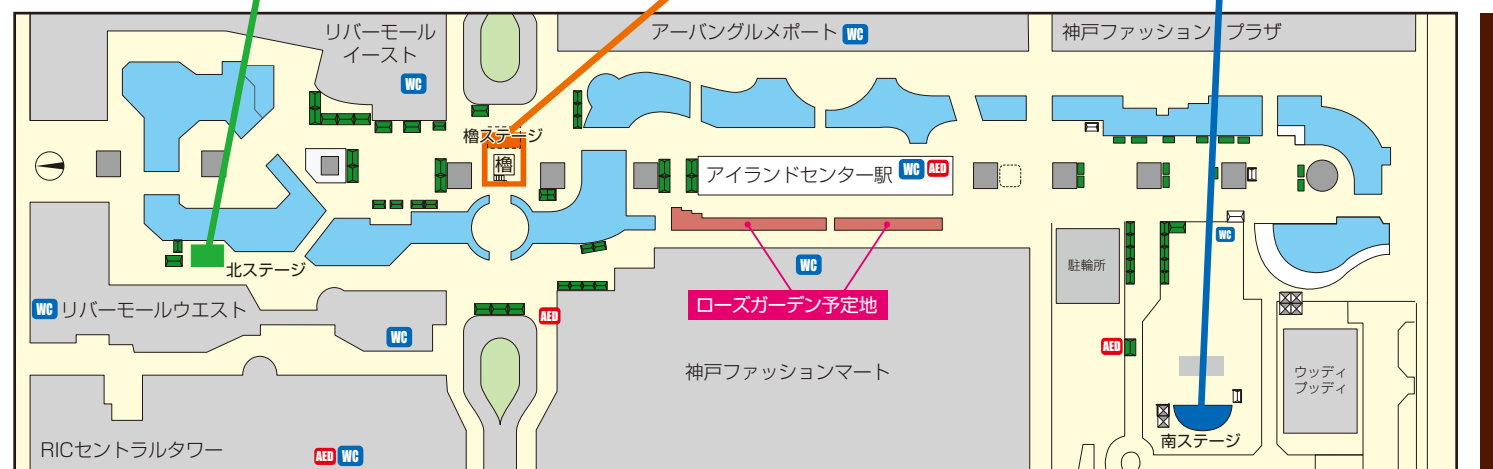 リバーモール
イースト
WC
アーバングルメポート WC
神戸ファッションプラザ
櫓ステージ
櫓
アイランドセンター駅 WC AED
WC
北ステージ
WC
駐輪所
ローズガーデン予定地
WC リバーモールウエスト
WC
AED
AED
神戸ファッションマート
ウッディ
プッディ
南ステージ
RICセントラルタワー
AED WC